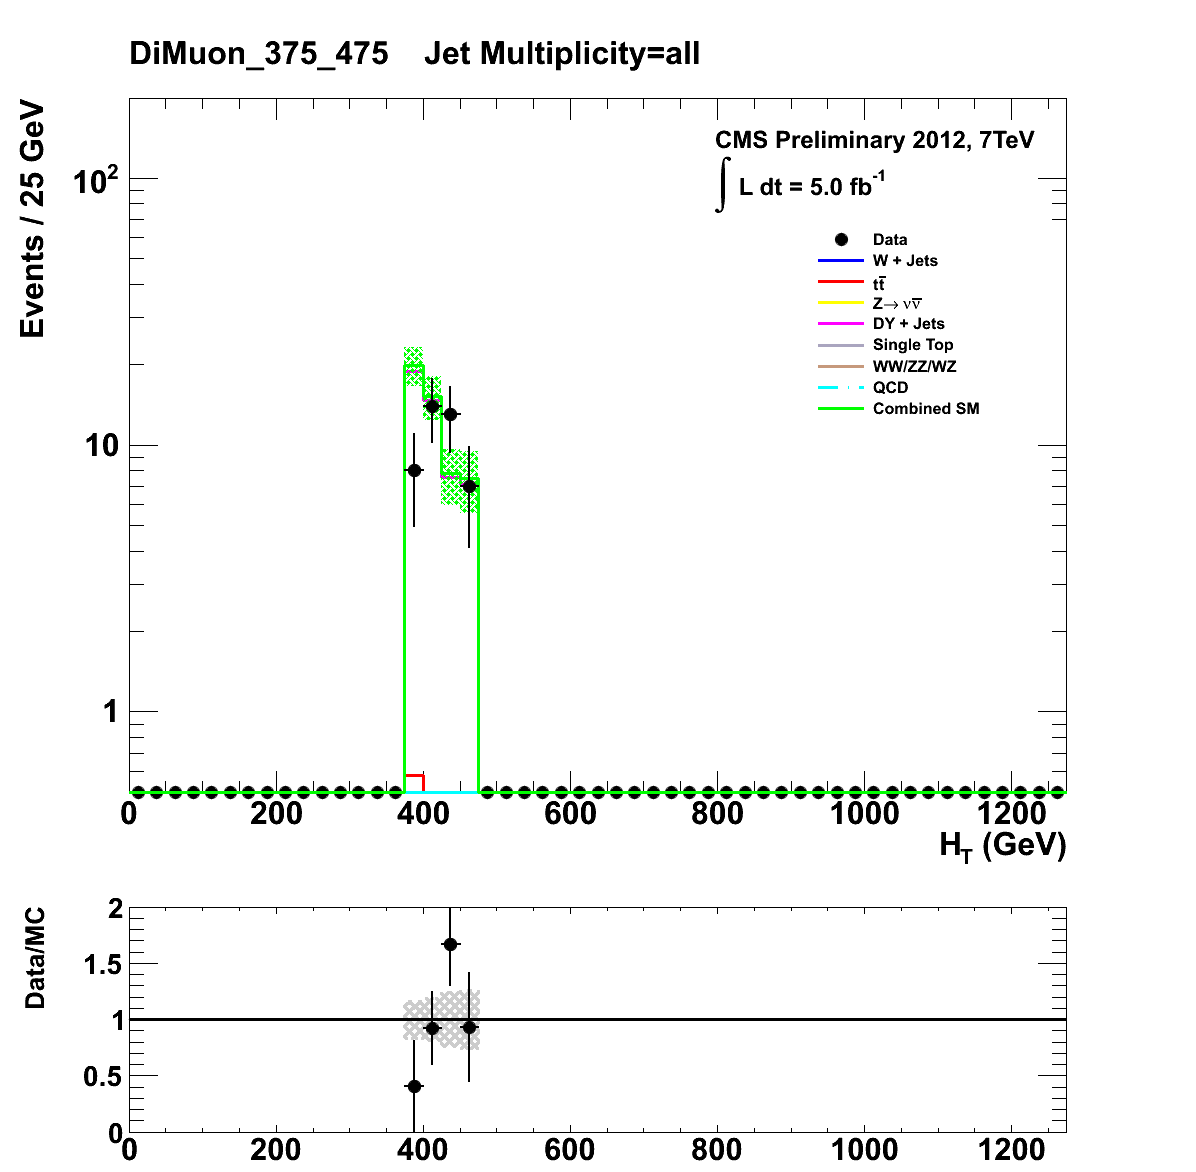 DiMuon_375_475 Jet Multiplicity=all
Events / 25 GeV
CMS Preliminary 2012, 7TeV
∫ L dt = 5.0 fb⁻¹
Data
W + Jets
tt̅
Z→ νν̅
DY + Jets
Single Top
WW/ZZ/WZ
QCD
Combined SM
10²
10
1
0 200 400 600 800 1000 1200
H_T (GeV)
Data/MC
2
1.5
1
0.5
0
0 200 400 600 800 1000 1200